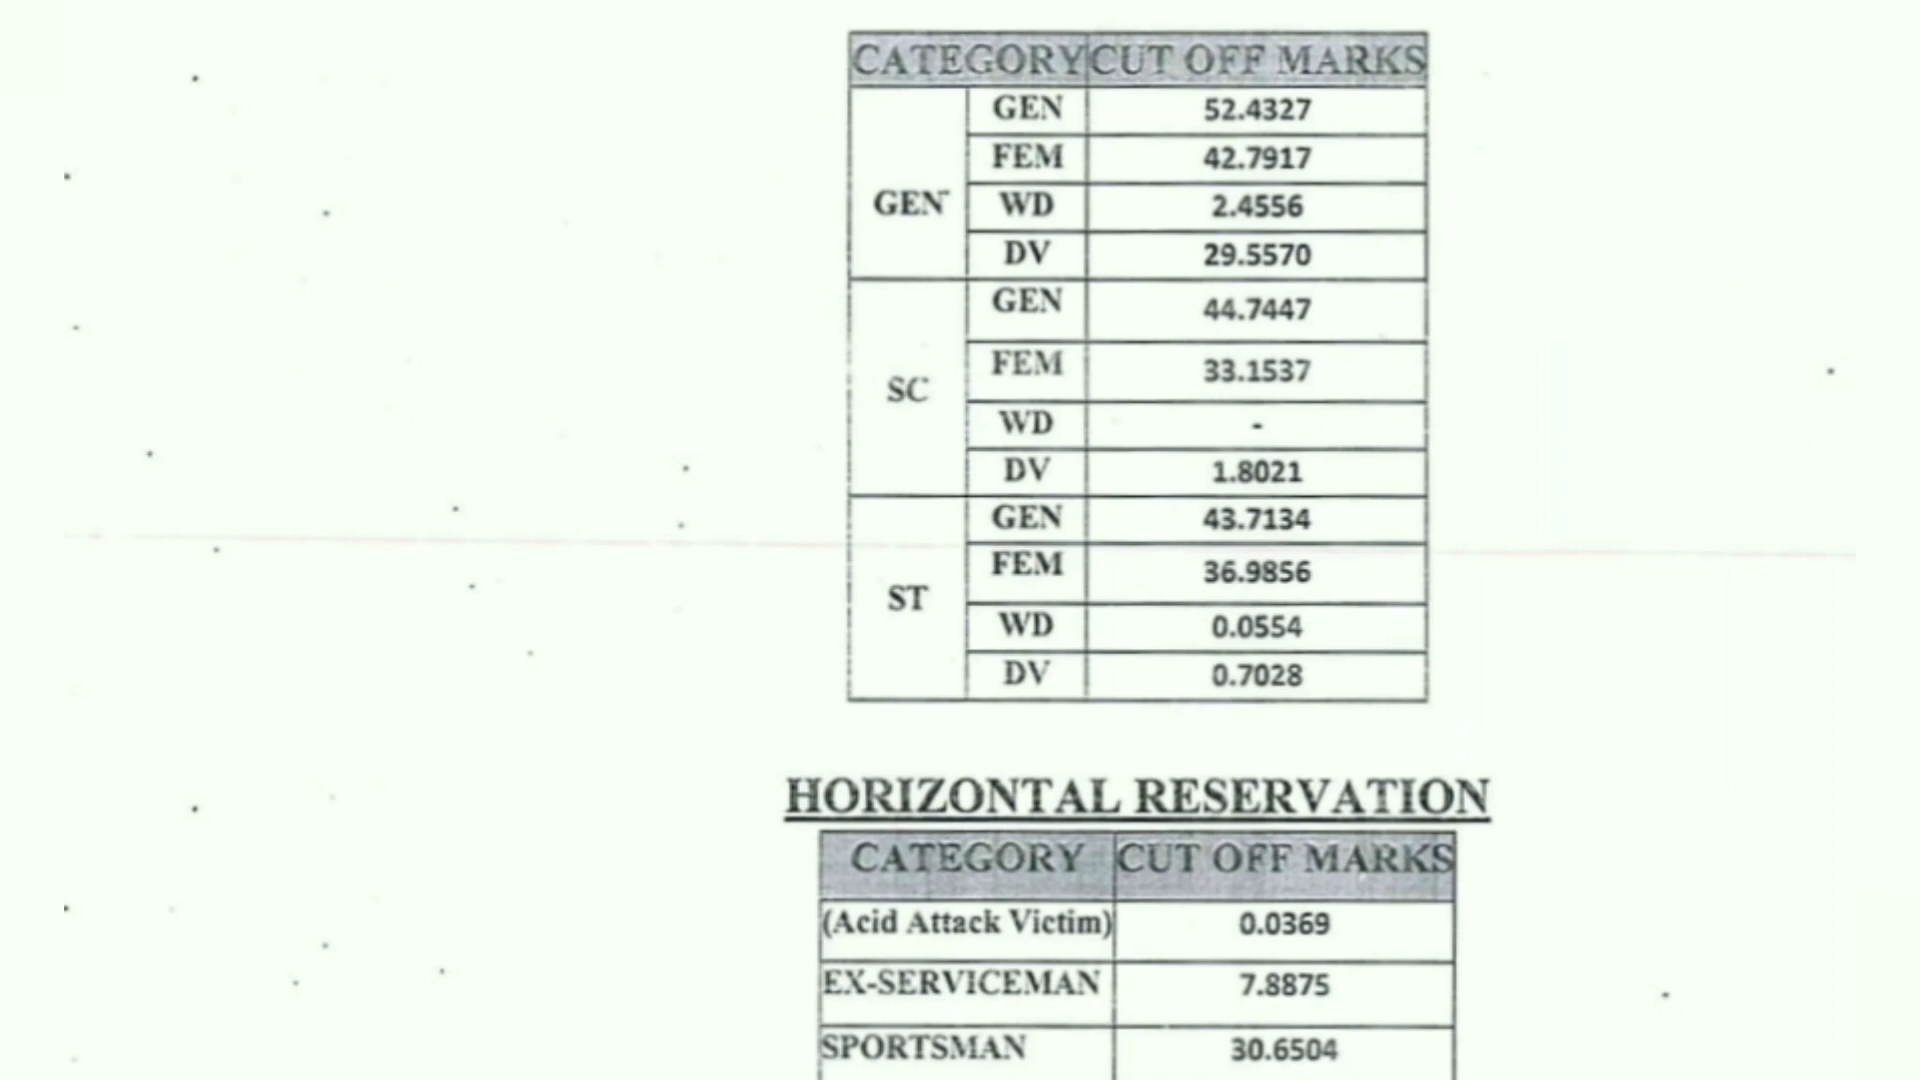 CATEGORY CUT OFF MARKS
GEN GEN 52.4327
FEM 42.7917
WD 2.4556
DV 29.5570
SC GEN 44.7447
FEM 33.1537
WD -
DV 1.8021
ST GEN 43.7134
FEM 36.9856
WD 0.0554
DV 0.7028
HORIZONTAL RESERVATION
CATEGORY CUT OFF MARKS
(Acid Attack Victim) 0.0369
EX-SERVICEMAN 7.8875
SPORTSMAN 30.6504